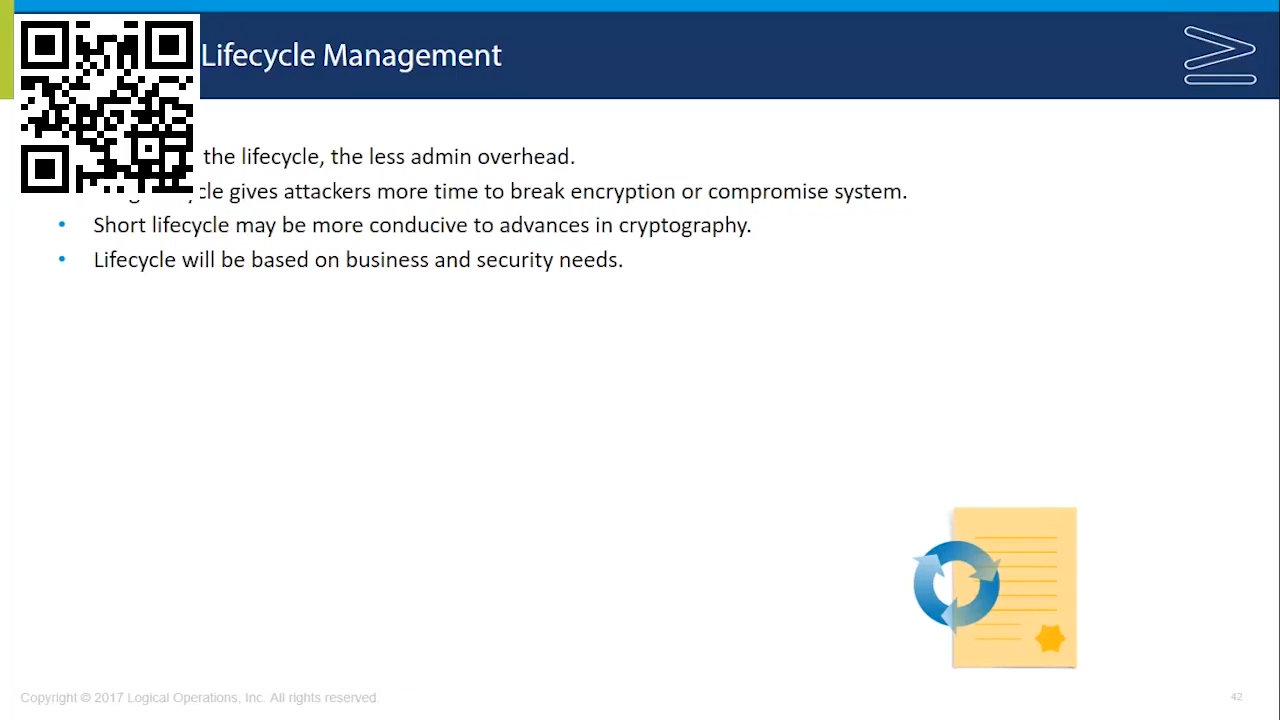 Lifecycle Management
the lifecycle, the less admin overhead.
gives attackers more time to break encryption or compromise system.
• Short lifecycle may be more conducive to advances in cryptography.
• Lifecycle will be based on business and security needs.
Copyright © 2017 Logical Operations, Inc. All rights reserved.
42